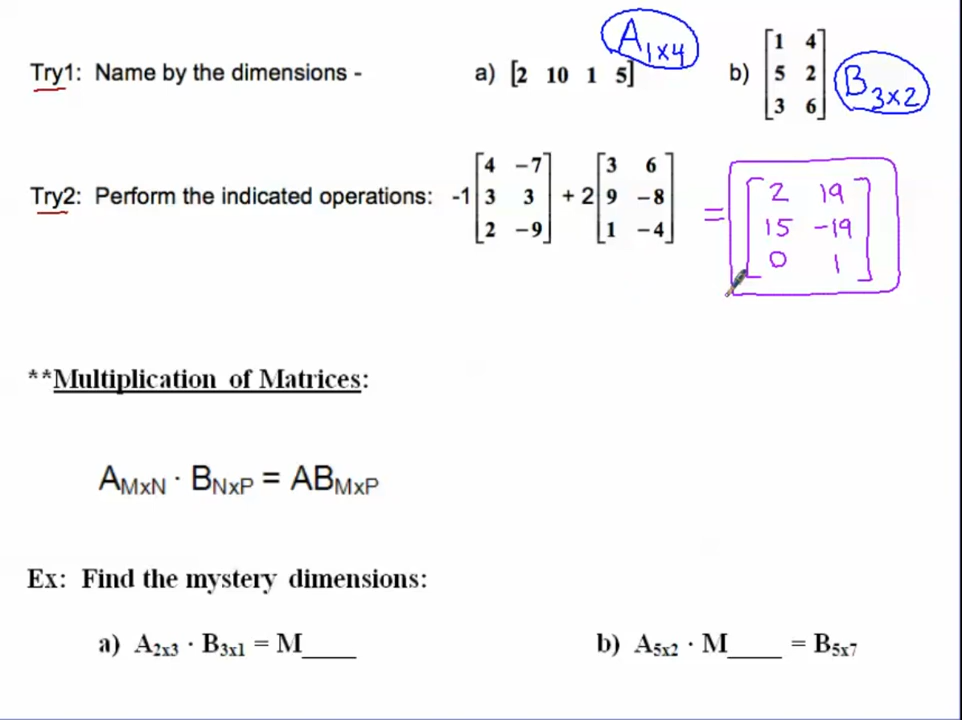 Try1: Name by the dimensions - a) [2 10 1 5] A1x4 b) [1 4
5 2
3 6] B3x2
Try2: Perform the indicated operations: -1[4 -7
3 3
2 -9] + 2[3 6
9 -8
1 -4] = [2 19
15 -19
0 1]
**Multiplication of Matrices:
AMxN · BNxP = ABMxP
Ex: Find the mystery dimensions:
a) A2x3 · B3x1 = M____ b) A5x2 · M____ = B5x7